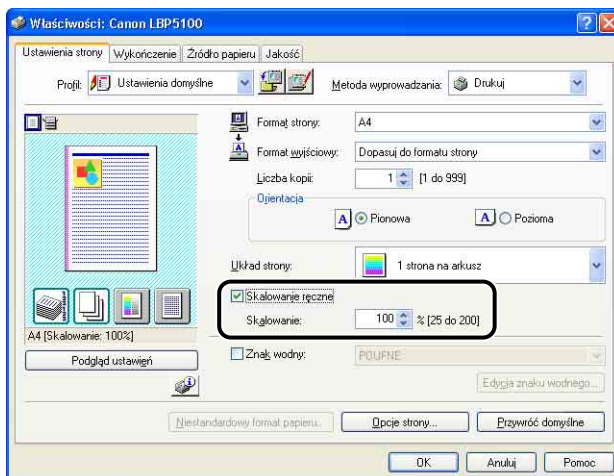 Właściwości: Canon LBP5100
Ustawienia strony Wykończenie Źródło papieru Jakość
Profil: Ustawienia domyślne Metoda wyprowadzania: Drukuj
Format strony: A4
Format wyjściowy: Dopasuj do formatu strony
Liczba kopii: 1 [1 do 999]
Orientacja
A Pionowa A Pozioma
Układ strony: 1 strona na arkusz
Skalowanie ręczne
Skalowanie: 100 % [25 do 200]
A4 [Skalowanie: 100%]
Podgląd ustawień
Znak wodny: POUFNE
Edycja znaku wodnego...
Niestandardowy format papieru... Opcje strony... Przywróć domyślne
OK Anuluj Pomoc